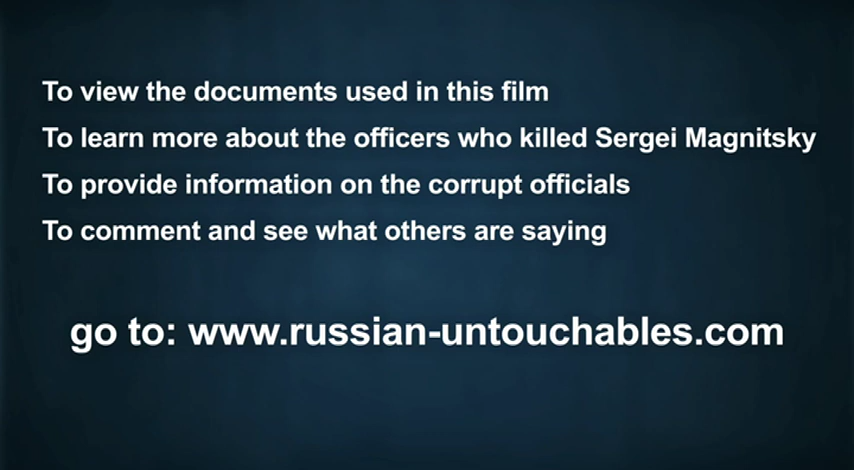 To view the documents used in this film
To learn more about the officers who killed Sergei Magnitsky
To provide information on the corrupt officials
To comment and see what others are saying
go to: www.russian-untouchables.com